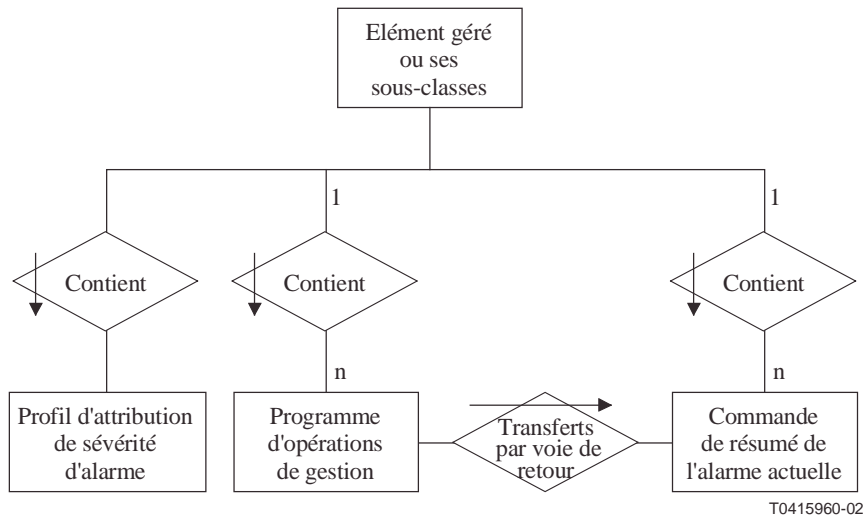 Elément géré
ou ses
sous-classes
1
1
Contient
Contient
Contient
n
n
Profil d'attribution
de sévérité
d'alarme
Programme
d'opérations
de gestion
Transferts
par voie de
retour
Commande
de résumé de
l'alarme actuelle
T0415960-02